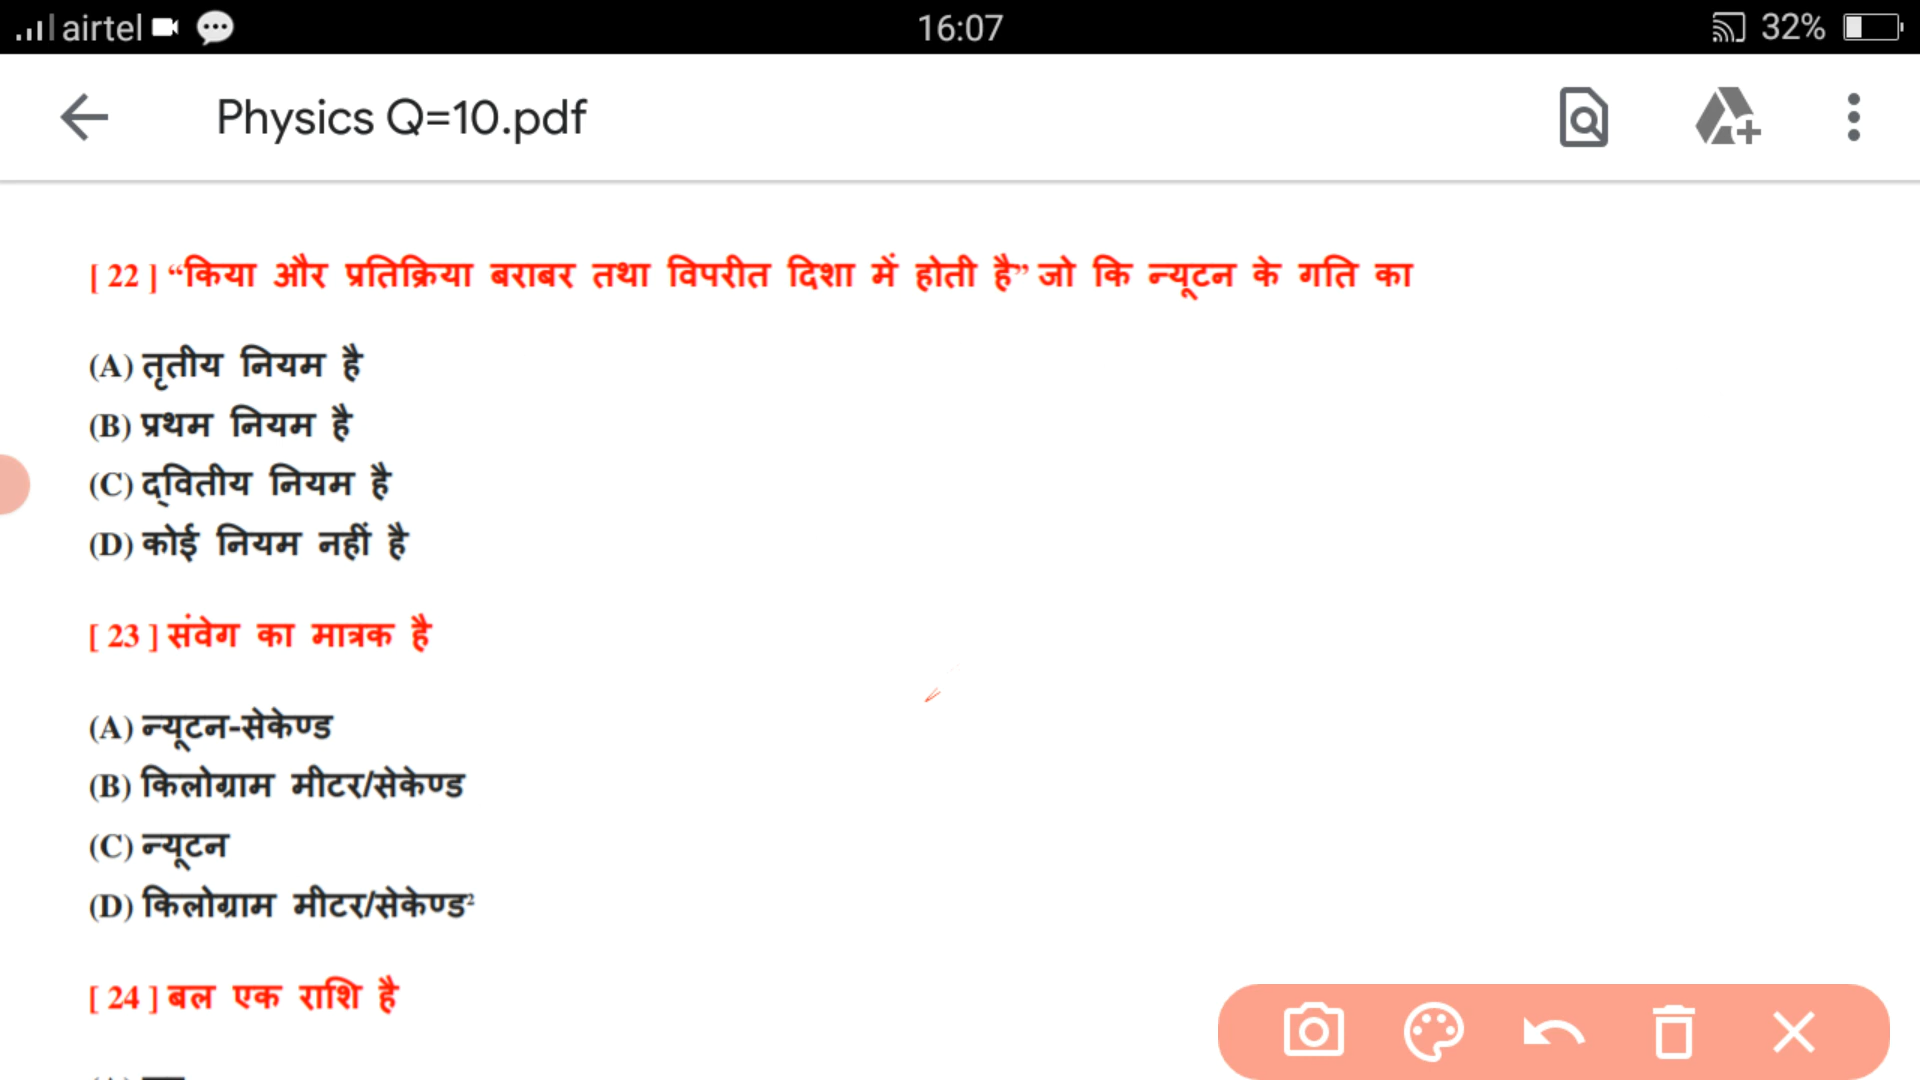 airtel 16:07 32%
Physics Q=10.pdf
[ 22 ] “किया और प्रतिक्रिया बराबर तथा विपरीत दिशा में होती है” जो कि न्यूटन के गति का
(A) तृतीय नियम है
(B) प्रथम नियम है
(C) द्वितीय नियम है
(D) कोई नियम नहीं है
[ 23 ] संवेग का मात्रक है
(A) न्यूटन-सेकेण्ड
(B) किलोग्राम मीटर/सेकेण्ड
(C) न्यूटन
(D) किलोग्राम मीटर/सेकेण्ड²
[ 24 ] बल एक राशि है